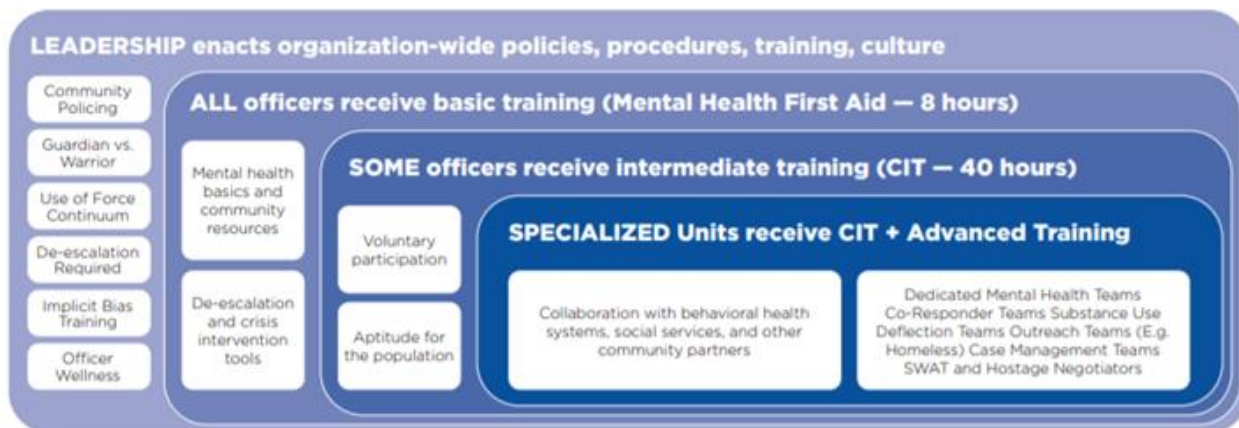 LEADERSHIP enacts organization-wide policies, procedures, training, culture
Community
Policing
Guardian vs.
Warrior
Use of Force
Continuum
De-escalation
Required
Implicit Bias
Training
Officer
Wellness
ALL officers receive basic training (Mental Health First Aid — 8 hours)
Mental health
basics and
community
resources
De-escalation
and crisis
intervention
tools
SOME officers receive intermediate training (CIT — 40 hours)
Voluntary
participation
Aptitude for
the population
SPECIALIZED Units receive CIT + Advanced Training
Collaboration with behavioral health
systems, social services, and other
community partners
Dedicated Mental Health Teams
Co-Responder Teams Substance Use
Deflection Teams Outreach Teams (E.g.
Homeless) Case Management Teams
SWAT and Hostage Negotiators